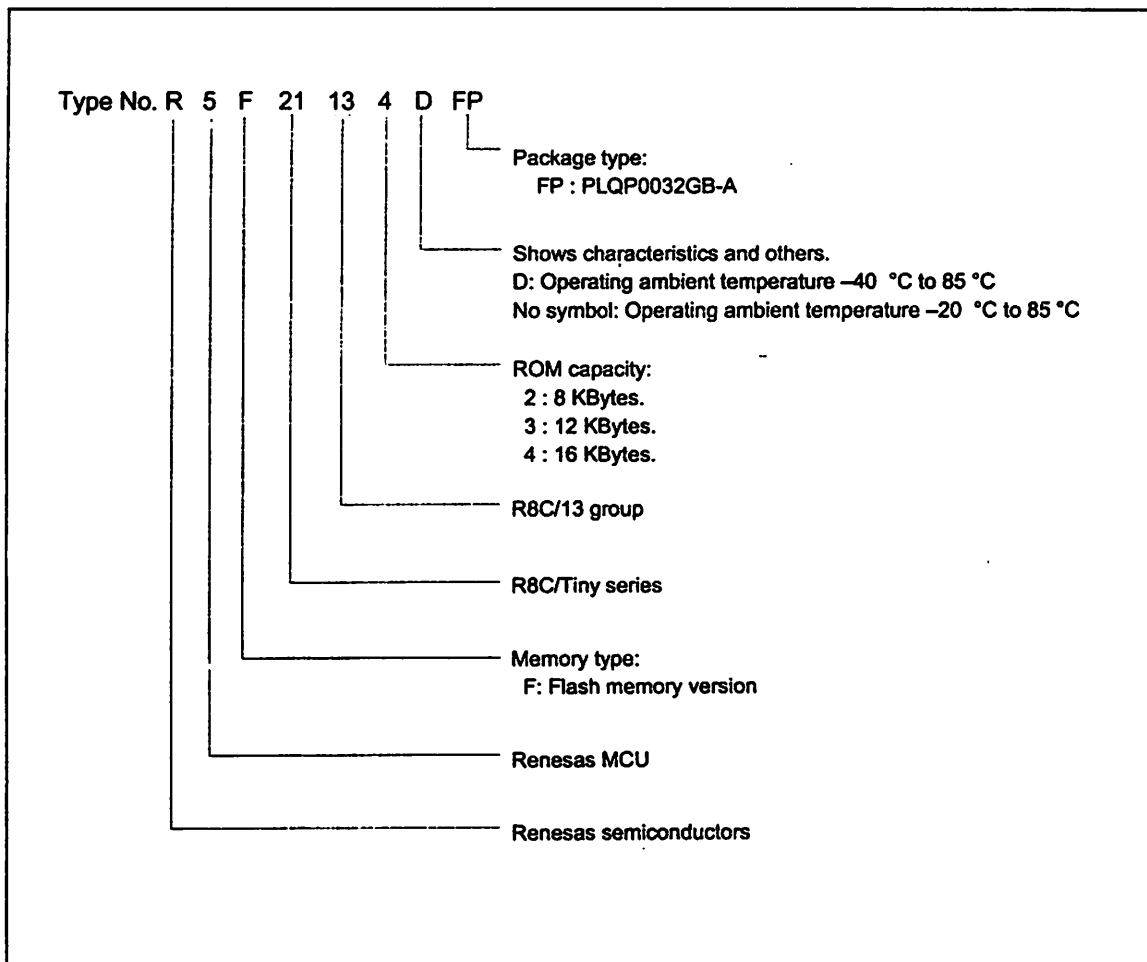 Type No. R 5 F 21 13 4 D FP
Package type:
FP : PLQP0032GB-A
Shows characteristics and others.
D: Operating ambient temperature –40 °C to 85 °C
No symbol: Operating ambient temperature –20 °C to 85 °C
ROM capacity:
2 : 8 KBytes.
3 : 12 KBytes.
4 : 16 KBytes.
R8C/13 group
R8C/Tiny series
Memory type:
F: Flash memory version
Renesas MCU
Renesas semiconductors